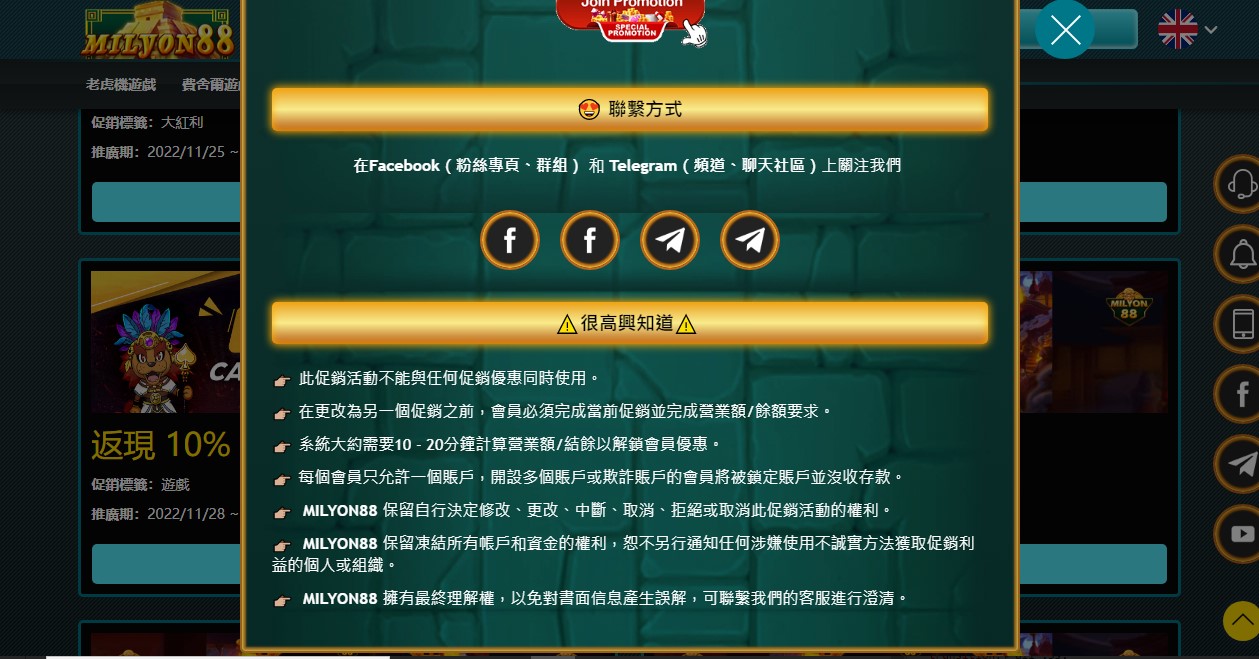 Join Promotion
SPECIAL
PROMOTION
MILYON88
老虎機遊戲 費舍爾遊
促銷標籤：大紅利
推廣期：2022/11/25 ~
聯繫方式
在Facebook（粉絲專頁、群組）和 Telegram（頻道、聊天社區）上關注我們
很高興知道
此促銷活動不能與任何促銷優惠同時使用。
在更改為另一個促銷之前，會員必須完成當前促銷並完成營業額/餘額要求。
系統大約需要10 - 20分鐘計算營業額/結餘以解鎖會員優惠。
每個會員只允許一個賬戶，開設多個賬戶或欺詐賬戶的會員將被鎖定賬戶並沒收存款。
MILYON88 保留自行決定修改、更改、中斷、取消、拒絕或取消此促銷活動的權利。
MILYON88 保留凍結所有帳戶和資金的權利，恕不另行通知任何涉嫌使用不誠實方法獲取促銷利
益的個人或組織。
MILYON88 擁有最終理解權，以免對書面信息產生誤解，可聯繫我們的客服進行澄清。
CA
返現 10%
促銷標籤：遊戲
推廣期：2022/11/28 ~
MILYON
88